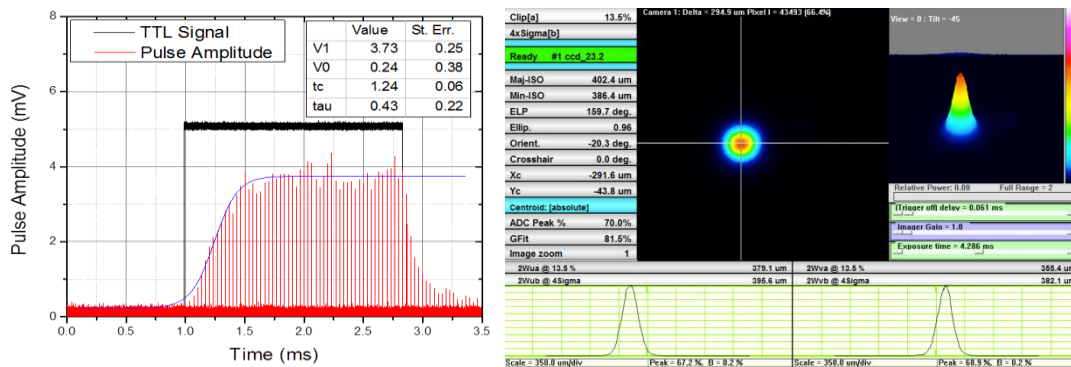 TTL Signal
Pulse Amplitude
Value St. Err.
V1 3.73 0.25
V0 0.24 0.38
tc 1.24 0.06
tau 0.43 0.22
Pulse Amplitude (mV)
8
6
4
2
0
0.0 0.5 1.0 1.5 2.0 2.5 3.0 3.5
Time (ms)
Clip[a] 13.5%
4xSigma[b]
Ready #1 ccd_23.2
Maj-ISO 402.4 um
Min-ISO 386.4 um
ELP 159.7 deg.
Ellip. 0.96
Orient. -20.3 deg.
Crosshair 0.0 deg.
Xc -291.6 um
Yc -43.8 um
Centroid: [absolute]
ADC Peak % 70.0%
GFit 81.5%
Image zoom 1
Camera 1: Delta = 294.9 um Pixel I = 43493 (66.4%)
View = 0 : Tilt = -45
Relative Power: 0.00 Full Range = 2
(Trigger off) delay = 0.061 ms
Imager Gain = 1.0
Exposure time = 4.286 ms
2Wua @ 13.5 % 379.1 um
2Wub @ 4Sigma 395.6 um
2Wva @ 13.5 % 355.4 um
2Wvb @ 4Sigma 382.1 um
Scale = 350.0 um/div Peak = 67.2 %, B = 0.2 %
Scale = 350.0 um/div Peak = 68.9 %, B = 0.2 %